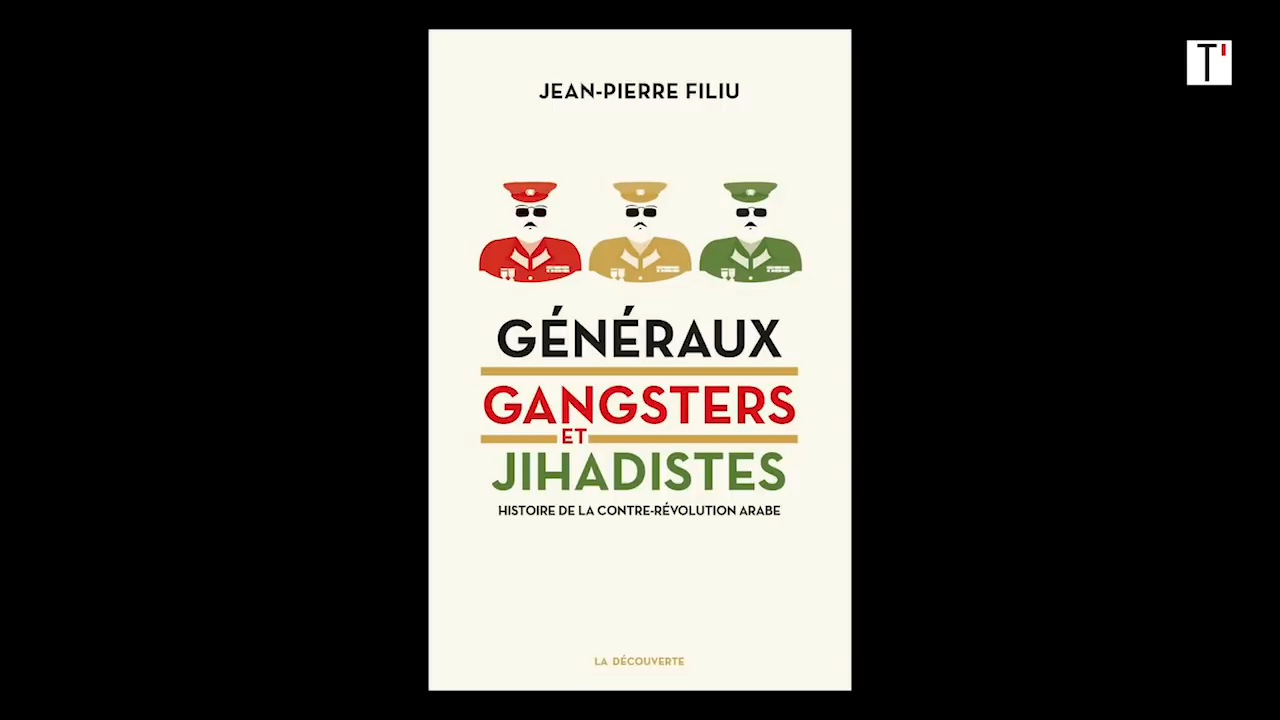 T'
JEAN-PIERRE FILIU
GÉNÉRAUX
GANGSTERS
ET
JIHADISTES
HISTOIRE DE LA CONTRE-RÉVOLUTION ARABE
LA DÉCOUVERTE